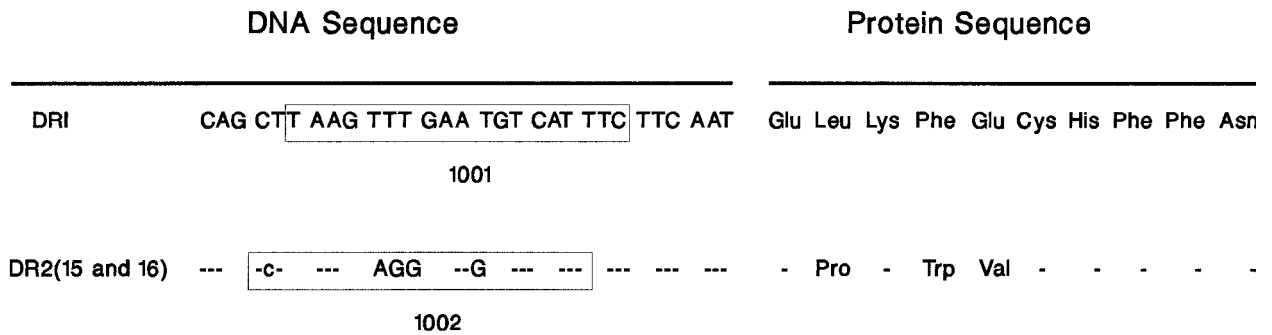 DNA Sequence Protein Sequence
DRI CAG CTT AAG TTT GAA TGT CAT TTC TTC AAT Glu Leu Lys Phe Glu Cys His Phe Phe Asn
1001
DR2(15 and 16) --- -c- --- AGG --G --- --- --- --- --- - Pro - Trp Val - - - - -
1002